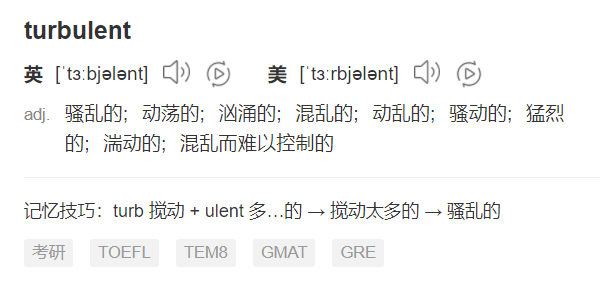 turbulent
英 [ˈtɜːbjələnt] 美 [ˈtɜːrbjələnt]
adj. 骚乱的；动荡的；汹涌的；混乱的；动乱的；骚动的；猛烈
的；湍动的；混乱而难以控制的
记忆技巧：turb 搅动 + ulent 多…的 → 搅动太多的 → 骚乱的
考研 TOEFL TEM8 GMAT GRE